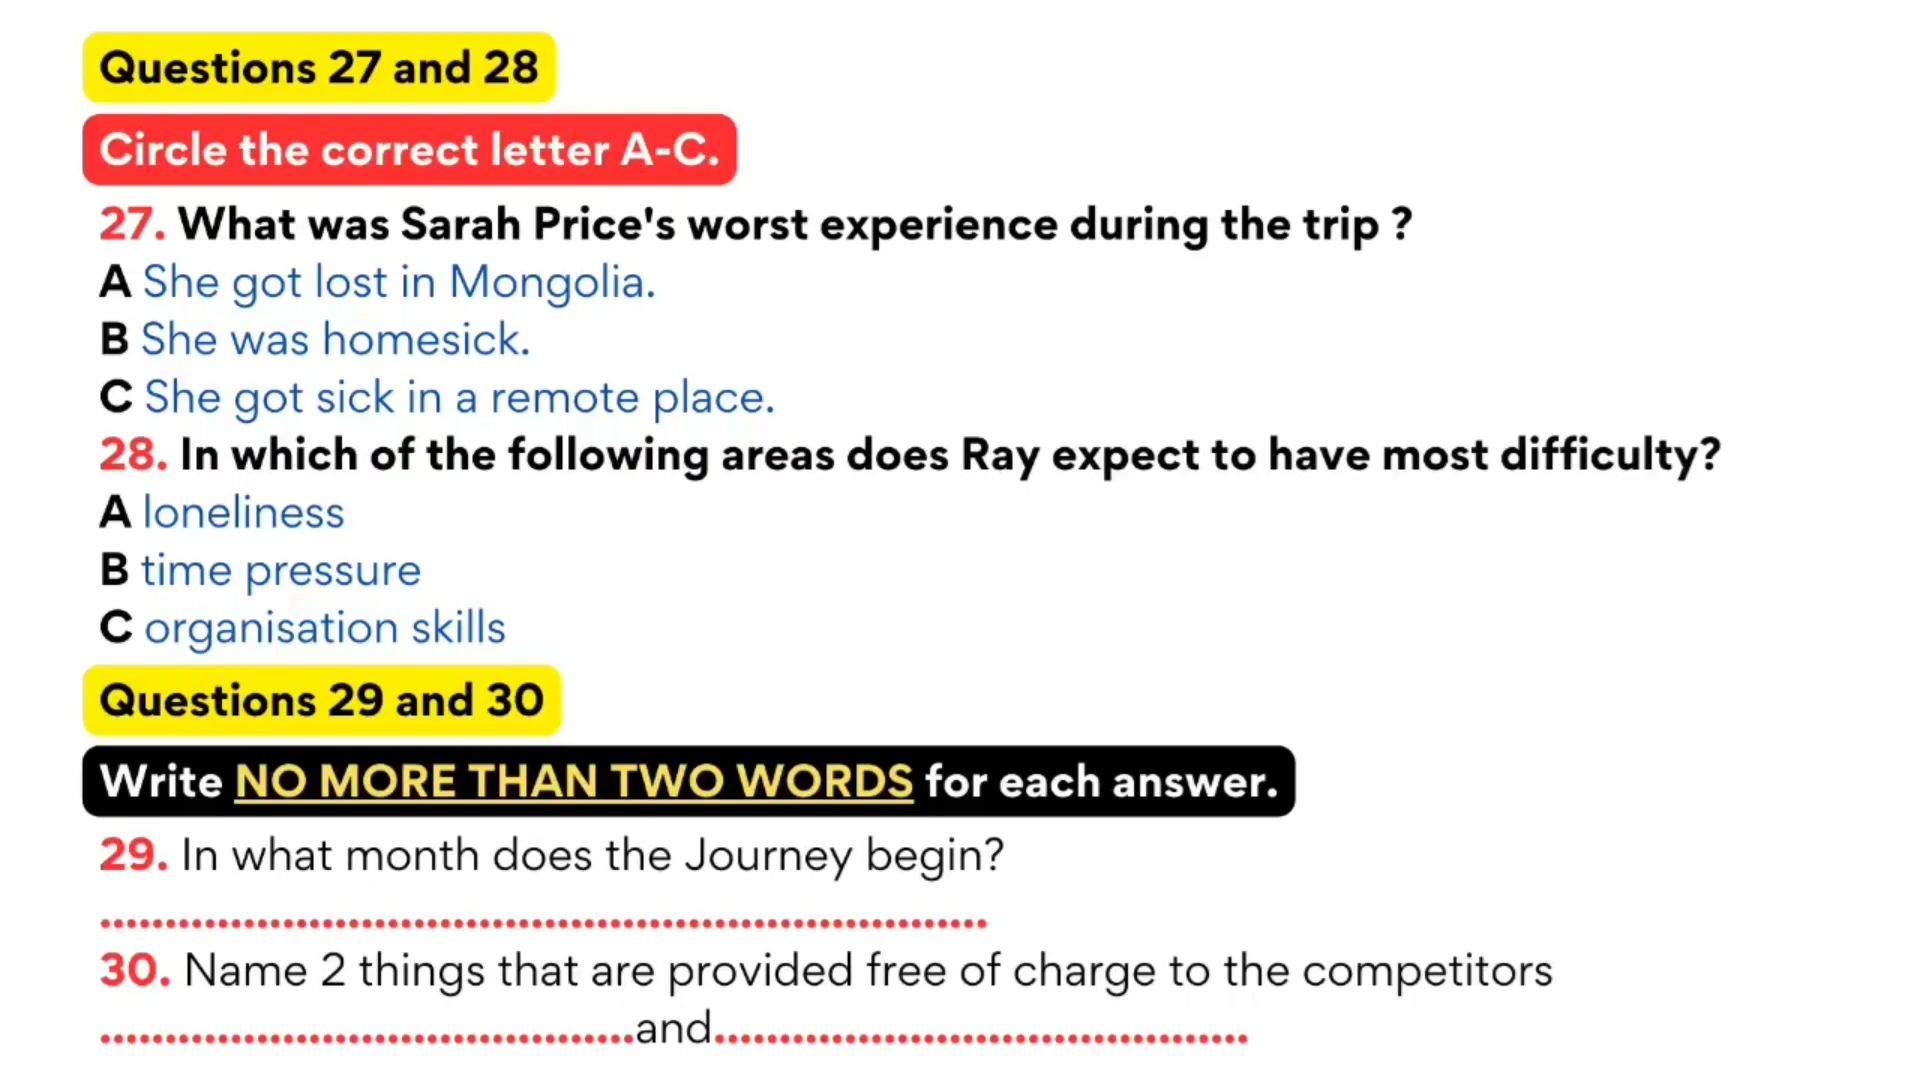 Questions 27 and 28
Circle the correct letter A-C.
27. What was Sarah Price's worst experience during the trip ?
A She got lost in Mongolia.
B She was homesick.
C She got sick in a remote place.
28. In which of the following areas does Ray expect to have most difficulty?
A loneliness
B time pressure
C organisation skills
Questions 29 and 30
Write NO MORE THAN TWO WORDS for each answer.
29. In what month does the Journey begin?
....................................................................
30. Name 2 things that are provided free of charge to the competitors
.........................................and.........................................